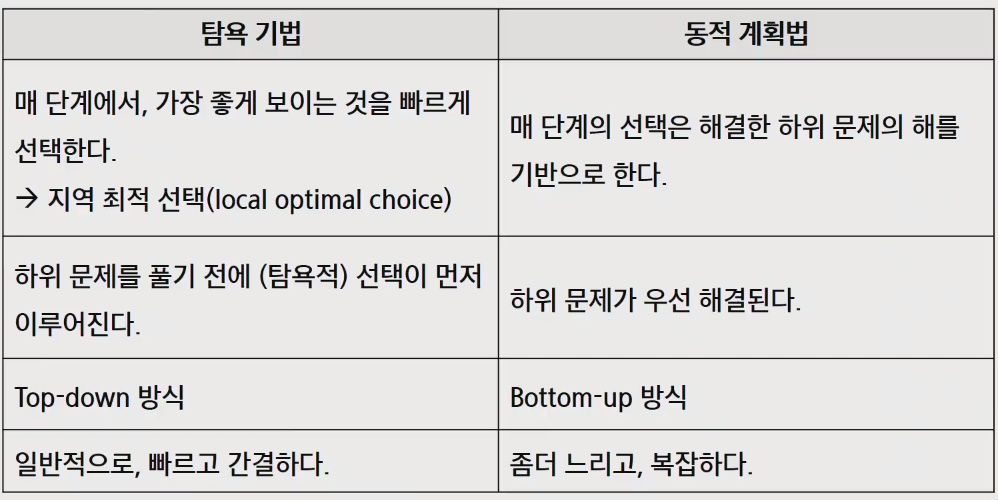 탐욕 기법
동적 계획법
매 단계에서, 가장 좋게 보이는 것을 빠르게
선택한다.
→ 지역 최적 선택(local optimal choice)
매 단계의 선택은 해결한 하위 문제의 해를
기반으로 한다.
하위 문제를 풀기 전에 (탐욕적) 선택이 먼저
이루어진다.
하위 문제가 우선 해결된다.
Top-down 방식
Bottom-up 방식
일반적으로, 빠르고 간결하다.
좀더 느리고, 복잡하다.